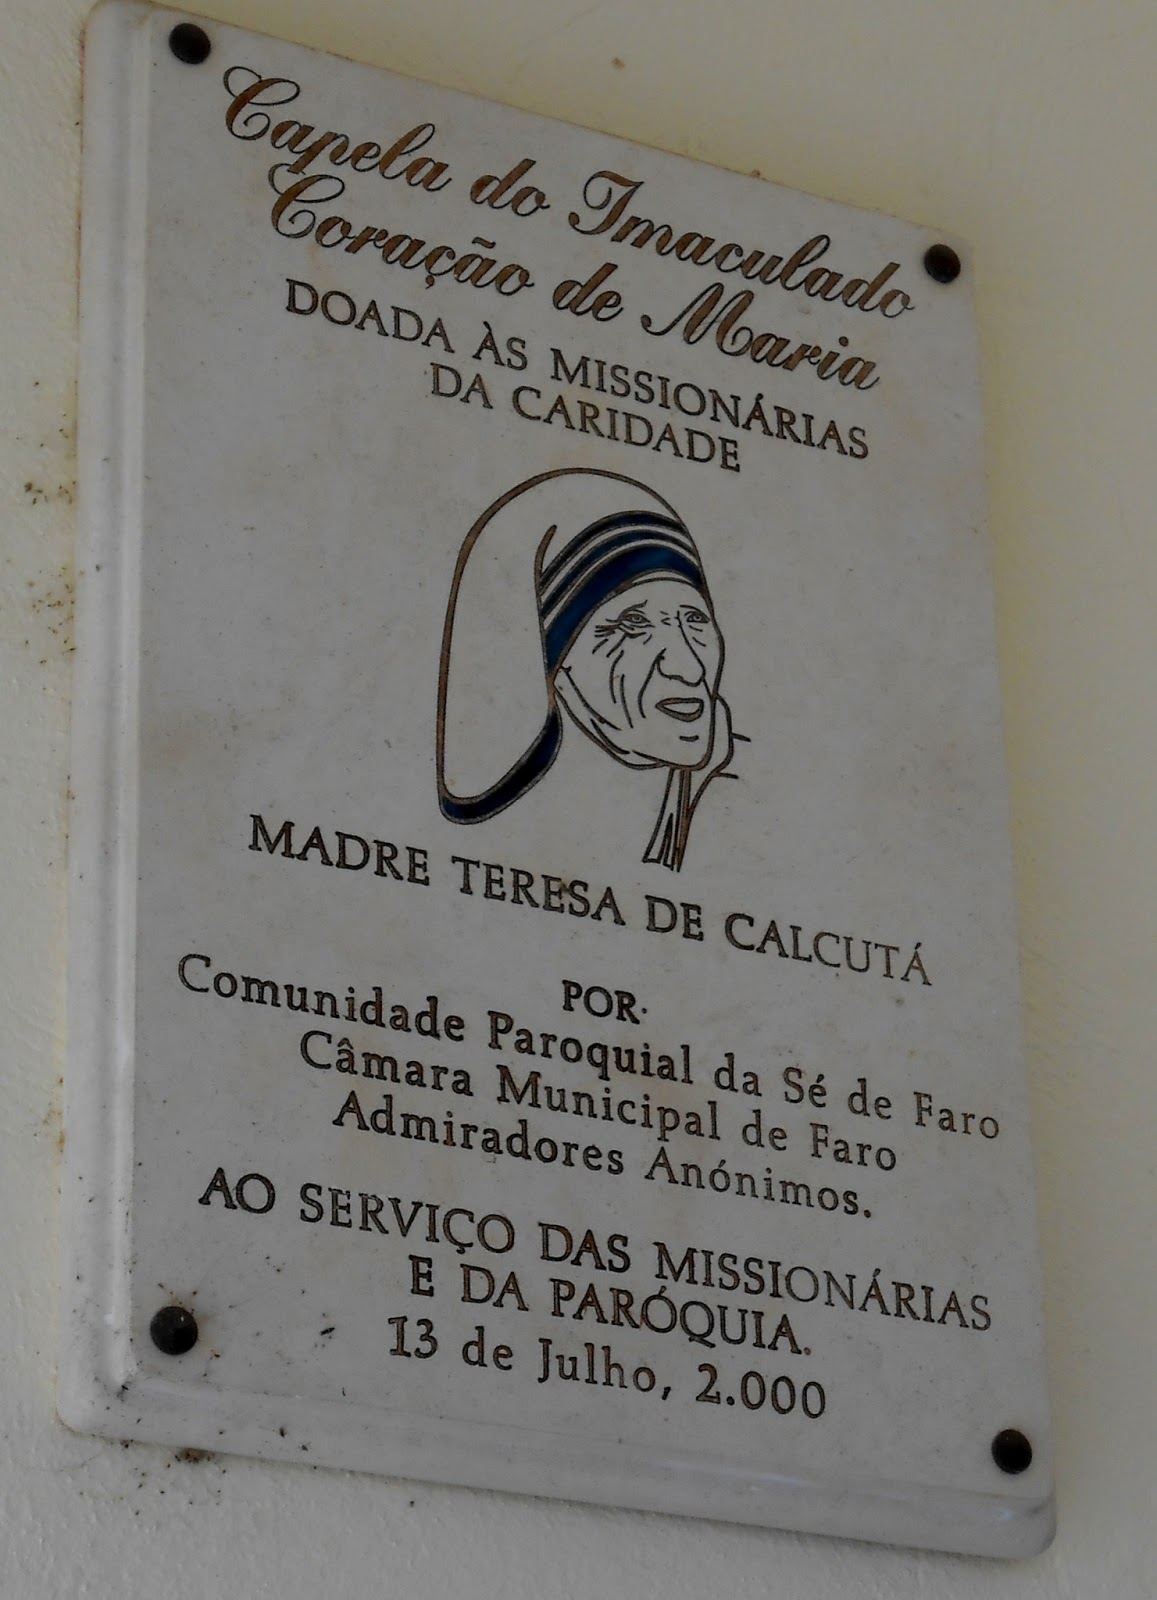 Capela do Imaculado
Coração de Maria
DOADA ÀS MISSIONÁRIAS
DA CARIDADE
MADRE TERESA DE CALCUTÁ
POR:
Comunidade Paroquial da Sé de Faro
Câmara Municipal de Faro
Admiradores Anónimos.
AO SERVIÇO DAS MISSIONÁRIAS
E DA PARÓQUIA.
13 de Julho, 2.000